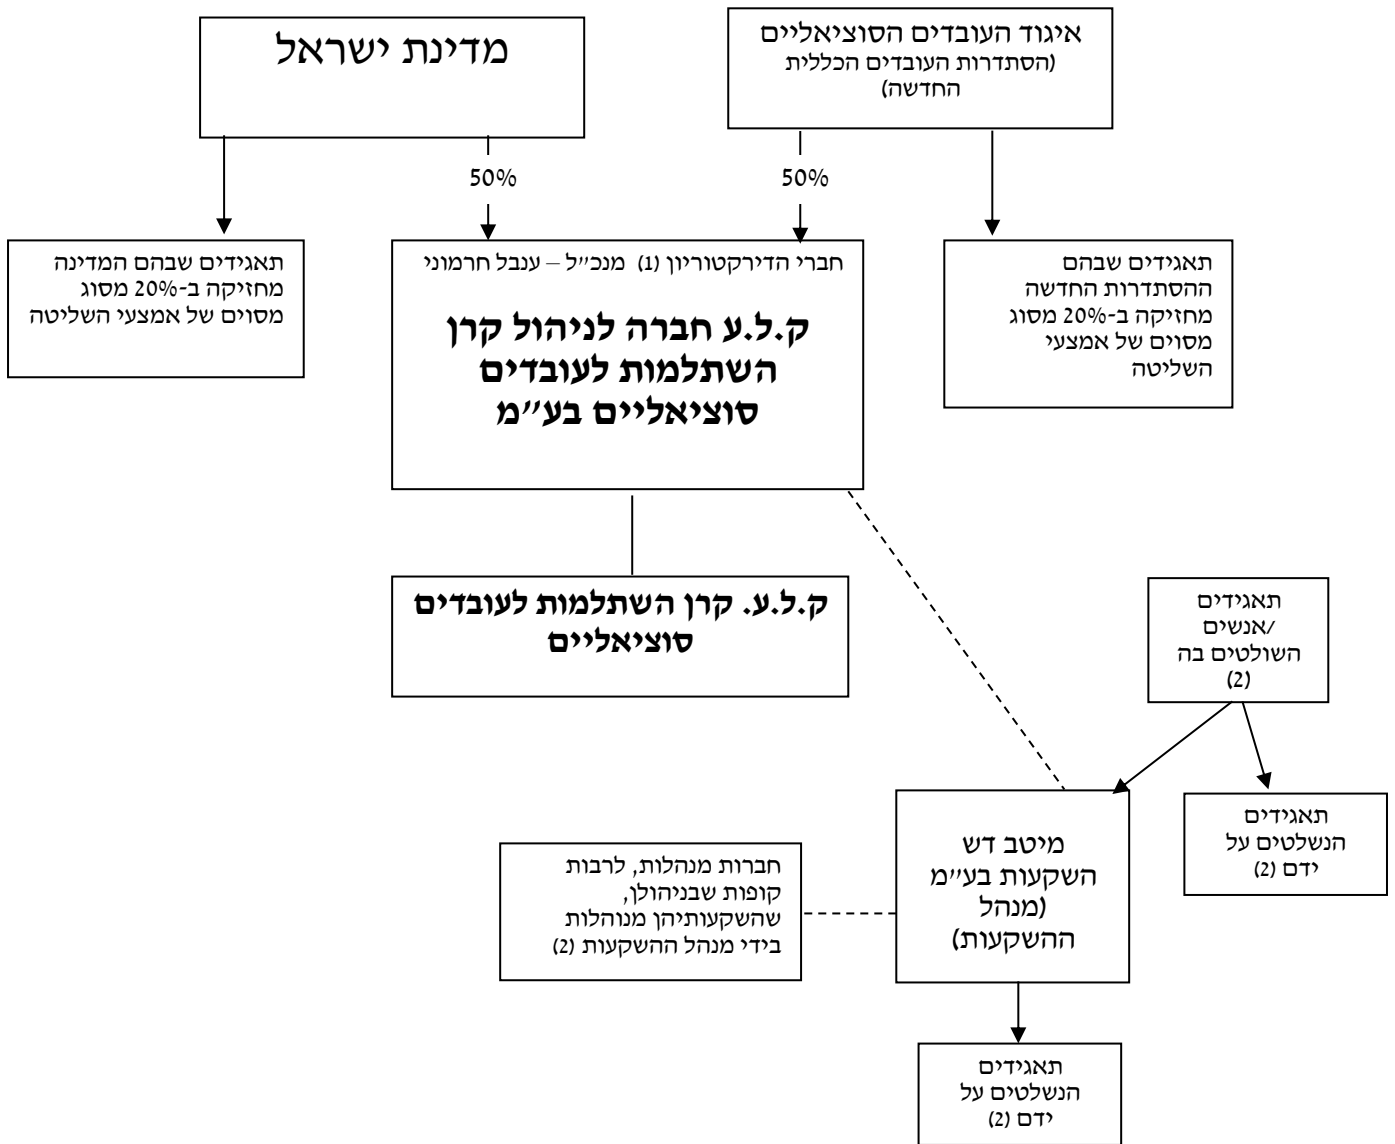 איגוד העובדים הסוציאליים
(הסתדרות העובדים הכללית
החדשה)
מדינת ישראל
50%
50%
תאגידים שבהם
ההסתדרות החדשה
מחזיקה ב-20% מסוג
מסוים של אמצעי
השליטה
חברי הדירקטוריון (1) מנכ״ל – ענבל חרמוני
ק.ל.ע חברה לניהול קרן
השתלמות לעובדים
סוציאליים בע״מ
תאגידים שבהם המדינה
מחזיקה ב-20% מסוג
מסוים של אמצעי השליטה
ק.ל.ע. קרן השתלמות לעובדים
סוציאליים
תאגידים
/אנשים
השולטים בה
(2)
תאגידים
הנשלטים על
ידם (2)
מיטב דש
השקעות בע״מ
(מנהל
ההשקעות)
חברות מנהלות, לרבות
קופות שבניהולן,
שהשקעותיהן מנוהלות
בידי מנהל ההשקעות (2)
תאגידים
הנשלטים על
ידם (2)